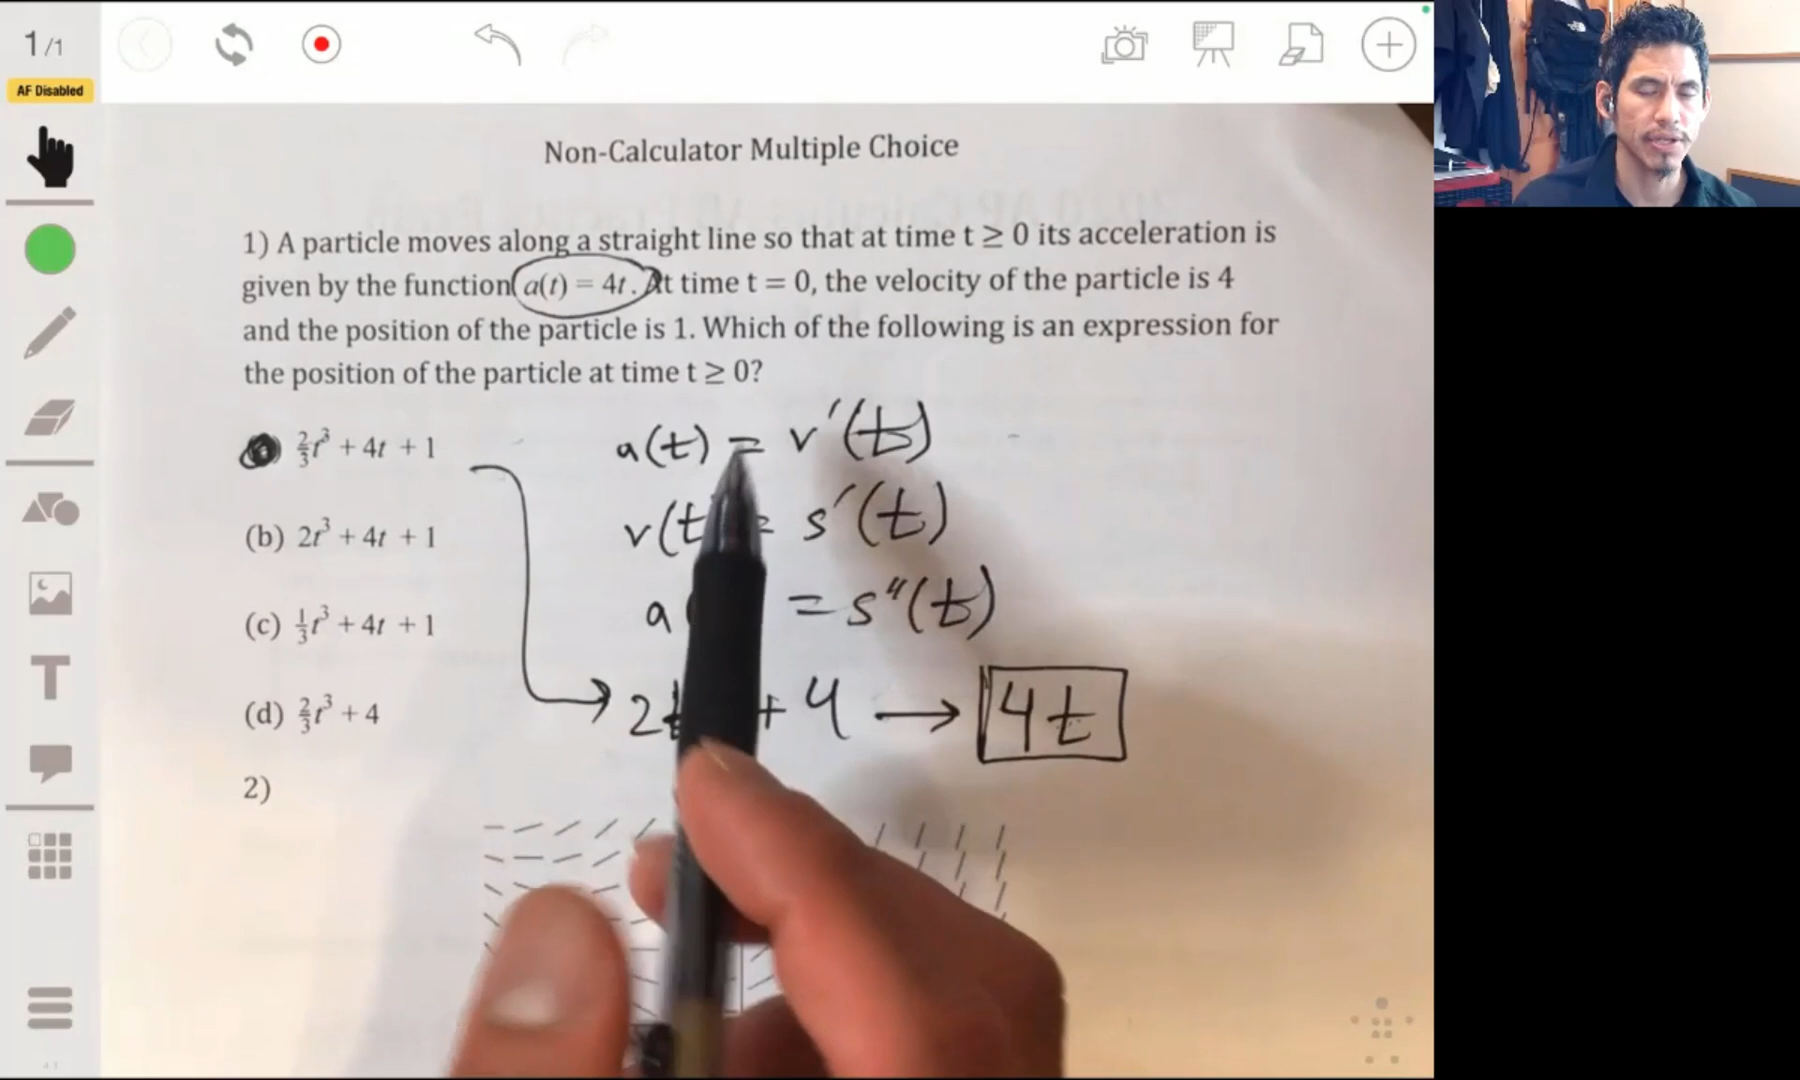 1/1
AF Disabled
Non-Calculator Multiple Choice
1) A particle moves along a straight line so that at time t ≥ 0 its acceleration is
given by the function a(t) = 4t. At time t = 0, the velocity of the particle is 4
and the position of the particle is 1. Which of the following is an expression for
the position of the particle at time t ≥ 0?
⅔t³ + 4t + 1
(b) 2t³ + 4t + 1
(c) ⅓t³ + 4t + 1
(d) ⅔t³ + 4
a(t) = v'(t)
v(t = s'(t)
a( = s"(t)
2t + 4 → 4t
2)
T